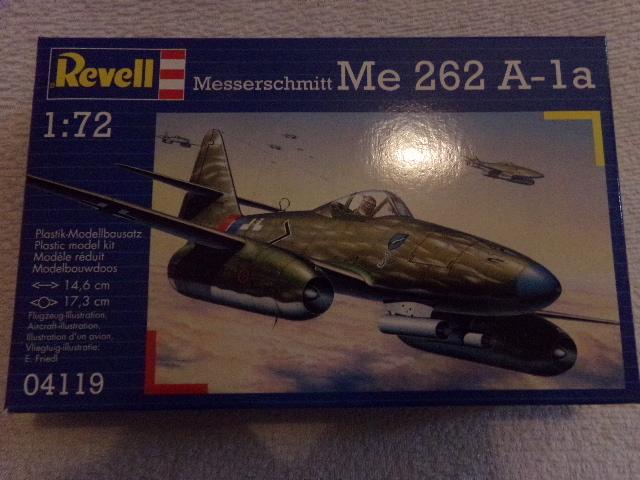 Revell
Messerschmitt Me 262 A-1a
1:72
Plastik-Modellbausatz
Plastic model kit
Modèle réduit
Modelbouwdoos
14,6 cm
17,3 cm
Flugzeug-Illustration,
Aircraft-illustration,
Illustration d'un avion,
Vliegtuig-illustratie:
E. Friedl
04119